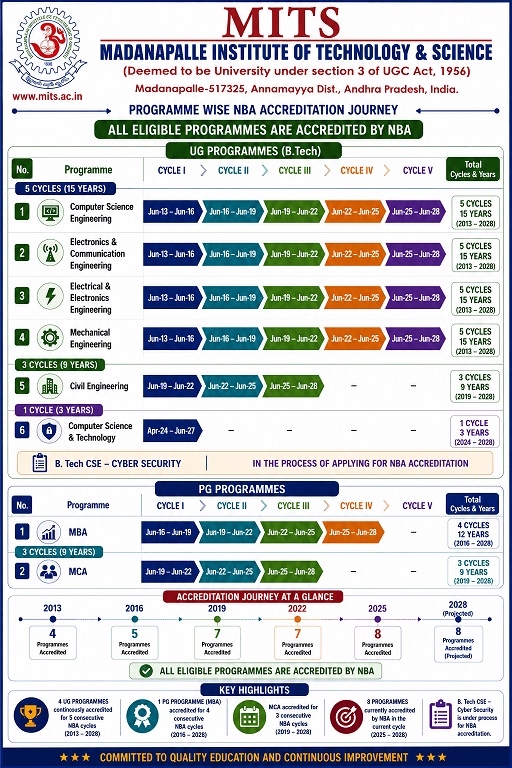 MITS
MADANAPALLE INSTITUTE OF TECHNOLOGY & SCIENCE
(Deemed to be University under section 3 of UGC Act, 1956)
www.mits.ac.in
Madanapalle-517325, Annamayya Dist., Andhra Pradesh, India.
PROGRAMME WISE NBA ACCREDITATION JOURNEY
ALL ELIGIBLE PROGRAMMES ARE ACCREDITED BY NBA
UG PROGRAMMES (B.Tech)
No. Programme CYCLE I CYCLE II CYCLE III CYCLE IV CYCLE V Total Cycles & Years
5 CYCLES (15 YEARS)
1 Computer Science Engineering Jun-13 – Jun-16 Jun-16 – Jun-19 Jun-19 – Jun-22 Jun-22 – Jun-25 Jun-25 – Jun-28 5 CYCLES 15 YEARS (2013 – 2028)
2 Electronics & Communication Engineering Jun-13 – Jun-16 Jun-16 – Jun-19 Jun-19 – Jun-22 Jun-22 – Jun-25 Jun-25 – Jun-28 5 CYCLES 15 YEARS (2013 – 2028)
3 Electrical & Electronics Engineering Jun-13 – Jun-16 Jun-16 – Jun-19 Jun-19 – Jun-22 Jun-22 – Jun-25 Jun-25 – Jun-28 5 CYCLES 15 YEARS (2013 – 2028)
4 Mechanical Engineering Jun-13 – Jun-16 Jun-16 – Jun-19 Jun-19 – Jun-22 Jun-22 – Jun-25 Jun-25 – Jun-28 5 CYCLES 15 YEARS (2013 – 2028)
3 CYCLES (9 YEARS)
5 Civil Engineering Jun-19 – Jun-22 Jun-22 – Jun-25 Jun-25 – Jun-28 – – 3 CYCLES 9 YEARS (2019 – 2028)
1 CYCLE (3 YEARS)
6 Computer Science & Technology Apr-24 – Jun-27 – – – – 1 CYCLE 3 YEARS (2024 – 2028)
B. Tech CSE – CYBER SECURITY IN THE PROCESS OF APPLYING FOR NBA ACCREDITATION
PG PROGRAMMES
No. Programme CYCLE I CYCLE II CYCLE III CYCLE IV CYCLE V Total Cycles & Years
1 MBA Jun-16 – Jun-19 Jun-19 – Jun-22 Jun-22 – Jun-25 Jun-25 – Jun-28 – 4 CYCLES 12 YEARS (2016 – 2028)
3 CYCLES (9 YEARS)
2 MCA Jun-19 – Jun-22 Jun-22 – Jun-25 Jun-25 – Jun-28 – – 3 CYCLES 9 YEARS (2019 – 2028)
ACCREDITATION JOURNEY AT A GLANCE
2013 2016 2019 2022 2025 2028 (Projected)
4 Programmes Accredited 5 Programmes Accredited 7 Programmes Accredited 7 Programmes Accredited 8 Programmes Accredited 8 Programmes Accredited (Projected)
ALL ELIGIBLE PROGRAMMES ARE ACCREDITED BY NBA
KEY HIGHLIGHTS
4 UG PROGRAMMES continously accredited for 5 consecutive NBA cycles (2013 – 2028)
1 PG PROGRAMME (MBA) accredited for 4 consecutive NBA cycles (2016 – 2028)
MCA accredited for 3 consecutive NBA cycles (2019 – 2028)
8 PROGRAMMES currently accredited by NBA in the current cycle (2025 – 2028)
B. Tech CSE – Cyber Security is under process for NBA accreditation.
COMMITTED TO QUALITY EDUCATION AND CONTINUOUS IMPROVEMENT